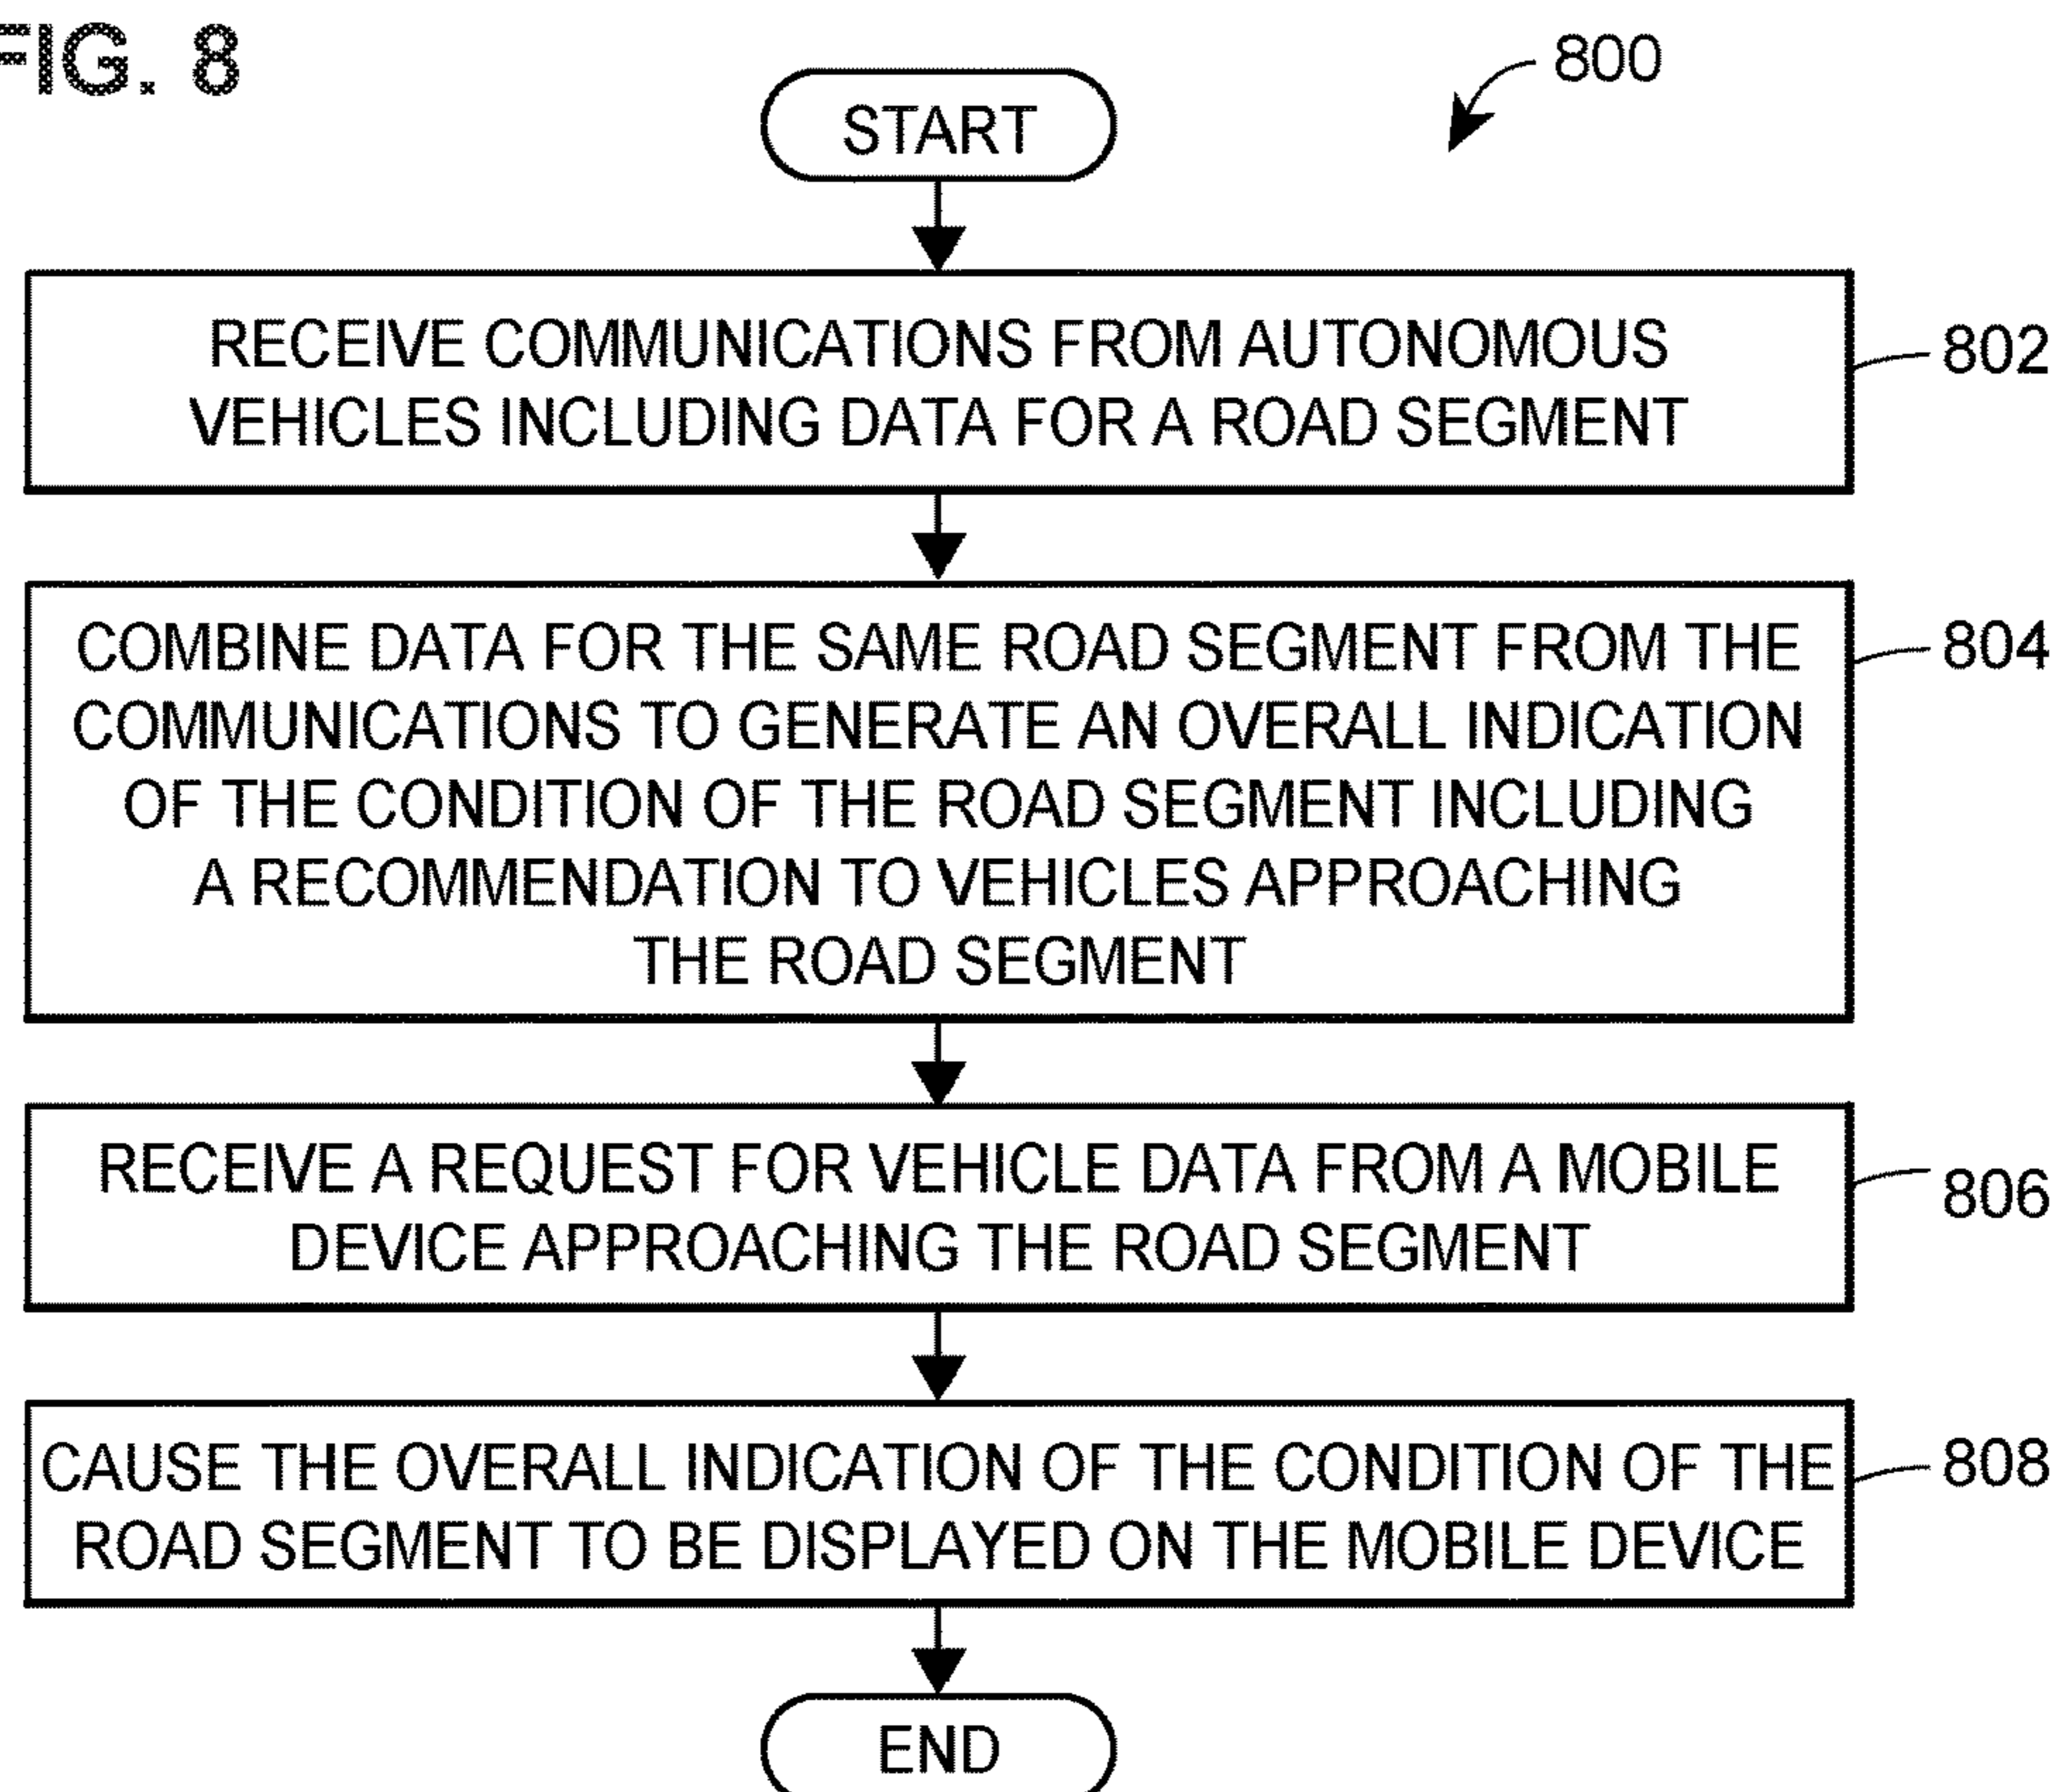 FIG. 8
800
START
RECEIVE COMMUNICATIONS FROM AUTONOMOUS
VEHICLES INCLUDING DATA FOR A ROAD SEGMENT
802
COMBINE DATA FOR THE SAME ROAD SEGMENT FROM THE
COMMUNICATIONS TO GENERATE AN OVERALL INDICATION
OF THE CONDITION OF THE ROAD SEGMENT INCLUDING
A RECOMMENDATION TO VEHICLES APPROACHING
THE ROAD SEGMENT
804
RECEIVE A REQUEST FOR VEHICLE DATA FROM A MOBILE
DEVICE APPROACHING THE ROAD SEGMENT
806
CAUSE THE OVERALL INDICATION OF THE CONDITION OF THE
ROAD SEGMENT TO BE DISPLAYED ON THE MOBILE DEVICE
808
END